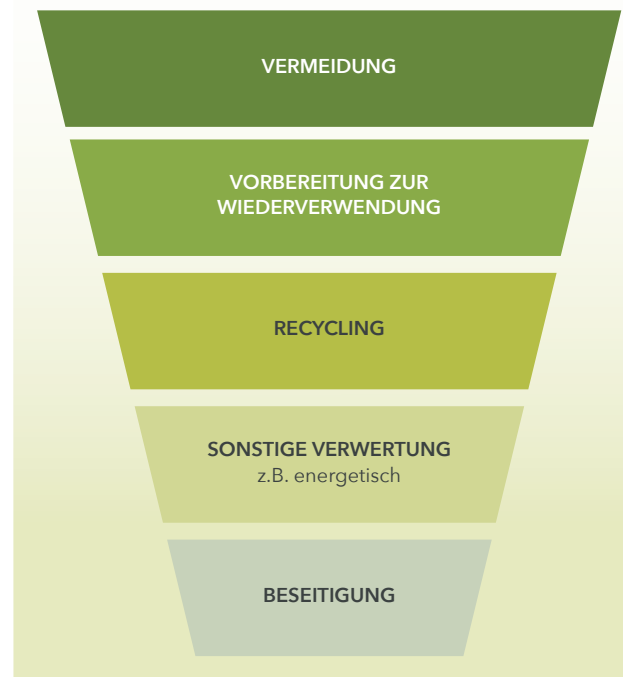 VERMEIDUNG
VORBEREITUNG ZUR
WIEDERVERWENDUNG
RECYCLING
SONSTIGE VERWERTUNG
z.B. energetisch
BESEITIGUNG